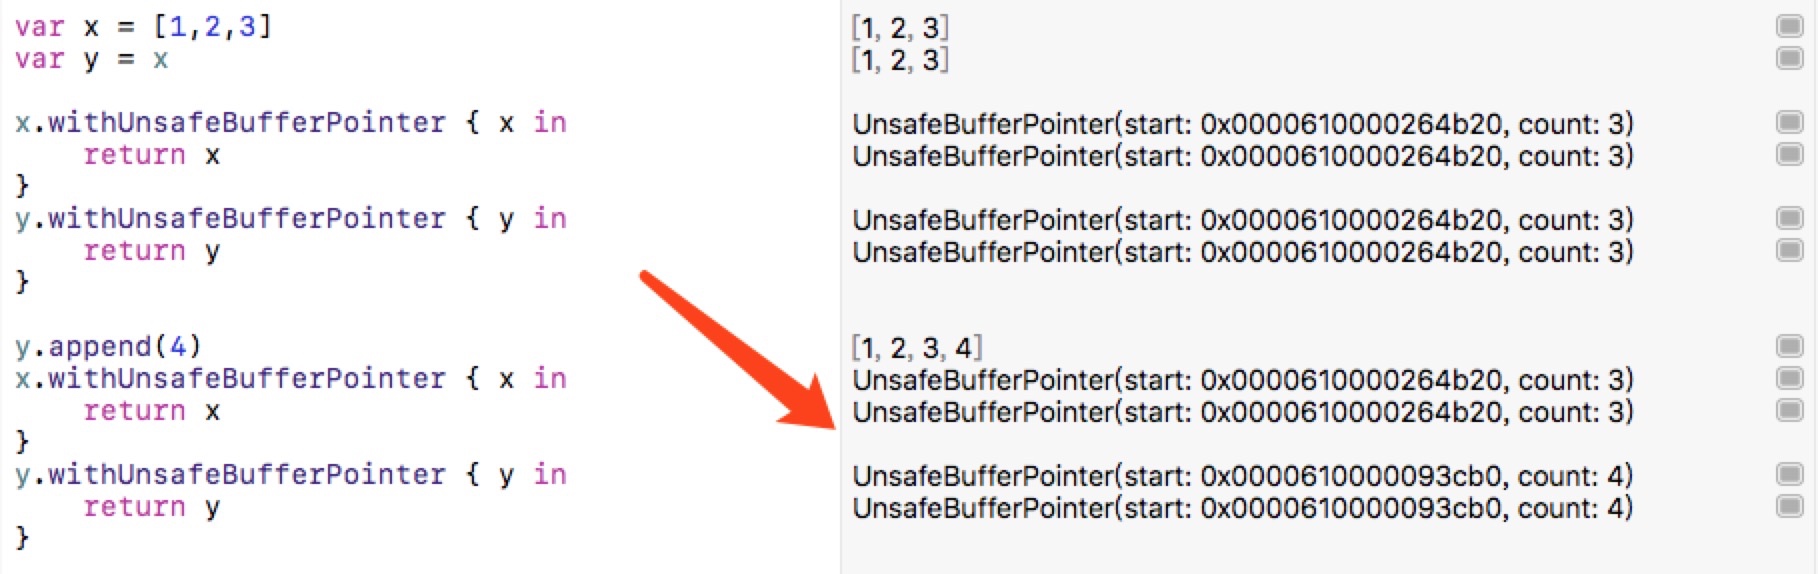 var x = [1,2,3]
var y = x
x.withUnsafeBufferPointer { x in
    return x
}
y.withUnsafeBufferPointer { y in
    return y
}
y.append(4)
x.withUnsafeBufferPointer { x in
    return x
}
y.withUnsafeBufferPointer { y in
    return y
}
[1, 2, 3]
[1, 2, 3]
UnsafeBufferPointer(start: 0x0000610000264b20, count: 3)
UnsafeBufferPointer(start: 0x0000610000264b20, count: 3)
UnsafeBufferPointer(start: 0x0000610000264b20, count: 3)
UnsafeBufferPointer(start: 0x0000610000264b20, count: 3)
[1, 2, 3, 4]
UnsafeBufferPointer(start: 0x0000610000264b20, count: 3)
UnsafeBufferPointer(start: 0x0000610000264b20, count: 3)
UnsafeBufferPointer(start: 0x0000610000093cb0, count: 4)
UnsafeBufferPointer(start: 0x0000610000093cb0, count: 4)